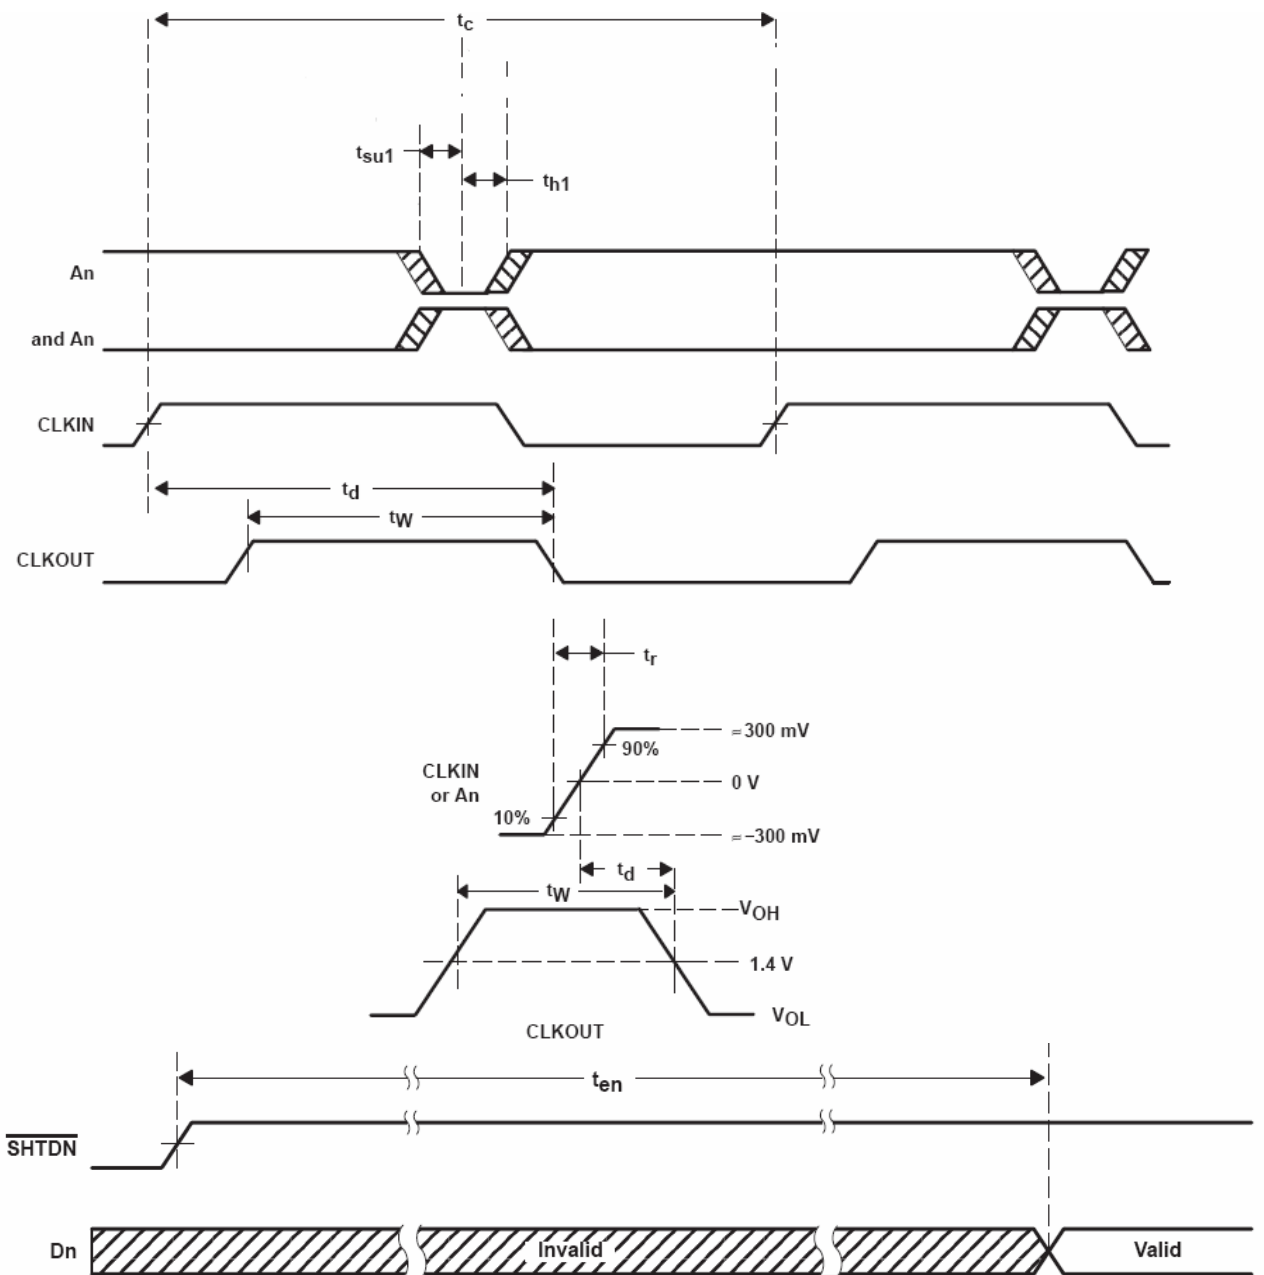 tc
tsu1
th1
An
and An
CLKIN
td
tW
CLKOUT
tr
≈300 mV
90%
CLKIN
or An
0 V
10%
≈−300 mV
td
tW
VOH
1.4 V
VOL
CLKOUT
ten
SHTDN
Dn
Invalid
Valid